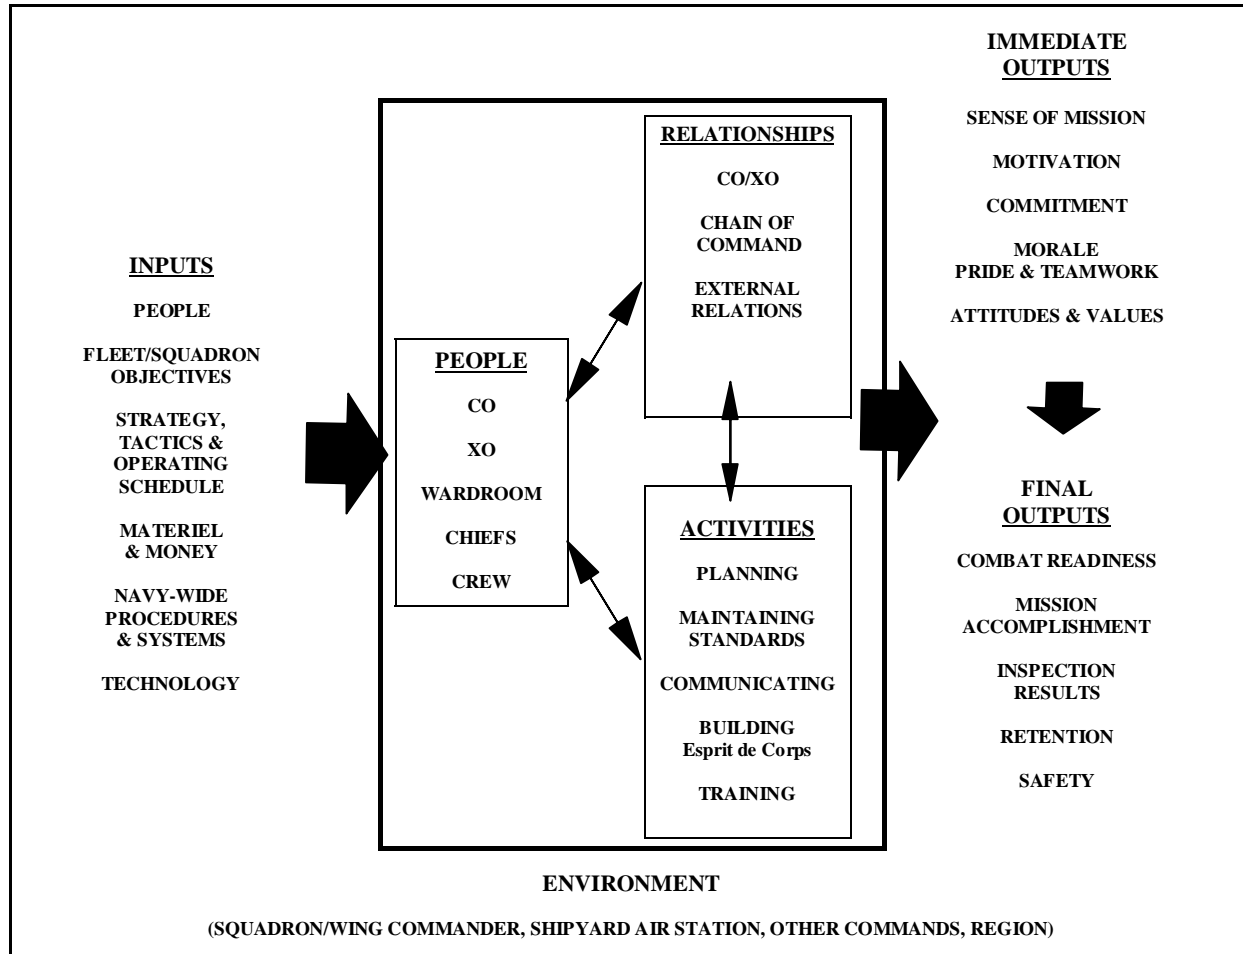 INPUTS
PEOPLE
FLEET/SQUADRON
OBJECTIVES
STRATEGY,
TACTICS &
OPERATING
SCHEDULE
MATERIEL
& MONEY
NAVY-WIDE
PROCEDURES
& SYSTEMS
TECHNOLOGY
PEOPLE
CO
XO
WARDROOM
CHIEFS
CREW
RELATIONSHIPS
CO/XO
CHAIN OF
COMMAND
EXTERNAL
RELATIONS
ACTIVITIES
PLANNING
MAINTAINING
STANDARDS
COMMUNICATING
BUILDING
Esprit de Corps
TRAINING
IMMEDIATE
OUTPUTS
SENSE OF MISSION
MOTIVATION
COMMITMENT
MORALE
PRIDE & TEAMWORK
ATTITUDES & VALUES
FINAL
OUTPUTS
COMBAT READINESS
MISSION
ACCOMPLISHMENT
INSPECTION
RESULTS
RETENTION
SAFETY
ENVIRONMENT
(SQUADRON/WING COMMANDER, SHIPYARD AIR STATION, OTHER COMMANDS, REGION)